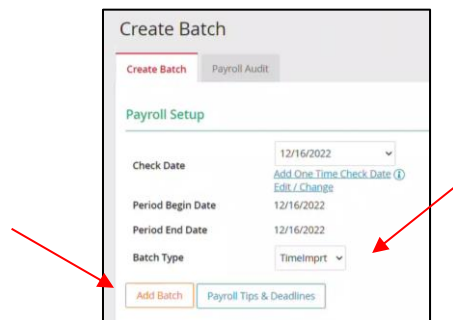 Create Batch
Create Batch Payroll Audit
Payroll Setup
Check Date 12/16/2022
Add One Time Check Date
Edit / Change
Period Begin Date 12/16/2022
Period End Date 12/16/2022
Batch Type TimeImprt
Add Batch Payroll Tips & Deadlines